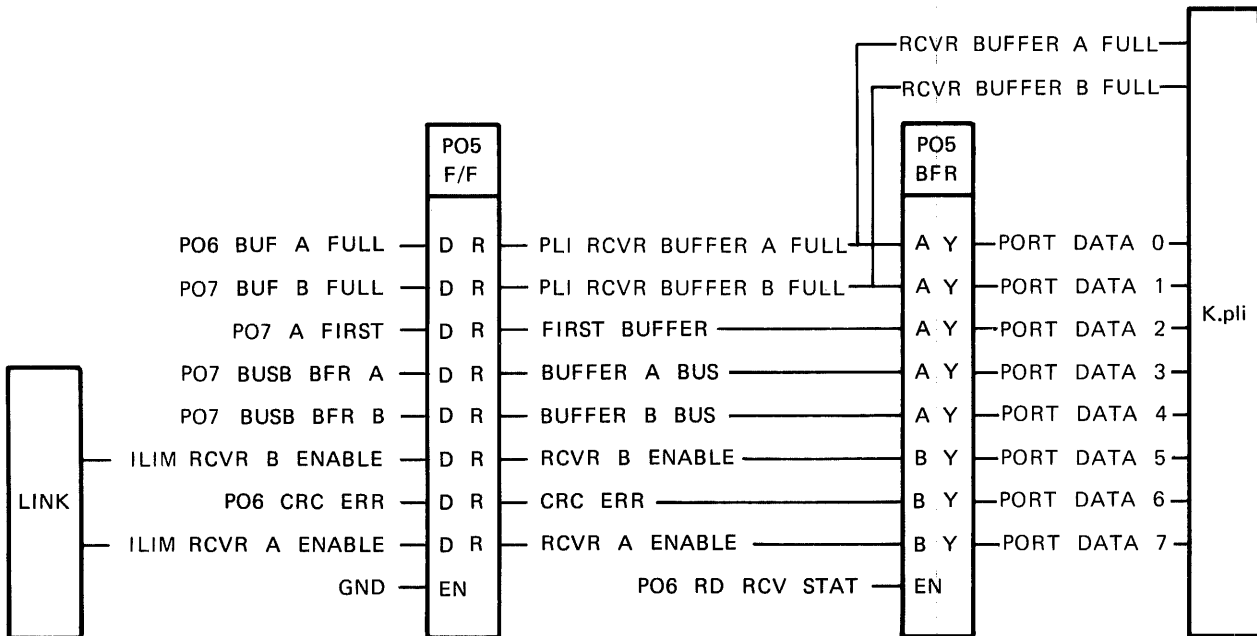 RCVR BUFFER A FULL
RCVR BUFFER B FULL
PO5 PO5
F/F BFR
PO6 BUF A FULL D R PLI RCVR BUFFER A FULL A Y PORT DATA 0
PO7 BUF B FULL D R PLI RCVR BUFFER B FULL A Y PORT DATA 1
PO7 A FIRST D R FIRST BUFFER A Y PORT DATA 2
K.pli
PO7 BUSB BFR A D R BUFFER A BUS A Y PORT DATA 3
PO7 BUSB BFR B D R BUFFER B BUS A Y PORT DATA 4
ILIM RCVR B ENABLE D R RCVR B ENABLE B Y PORT DATA 5
LINK PO6 CRC ERR D R CRC ERR B Y PORT DATA 6
ILIM RCVR A ENABLE D R RCVR A ENABLE B Y PORT DATA 7
GND EN PO6 RD RCV STAT EN